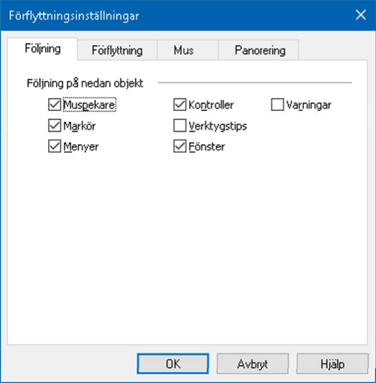 Förflyttningsinställningar
Följning Förflyttning Mus Panorering
Följning på nedan objekt
Muspekare Kontroller Varningar
Markör Verktygstips
Menyer Fönster
OK Avbryt Hjälp